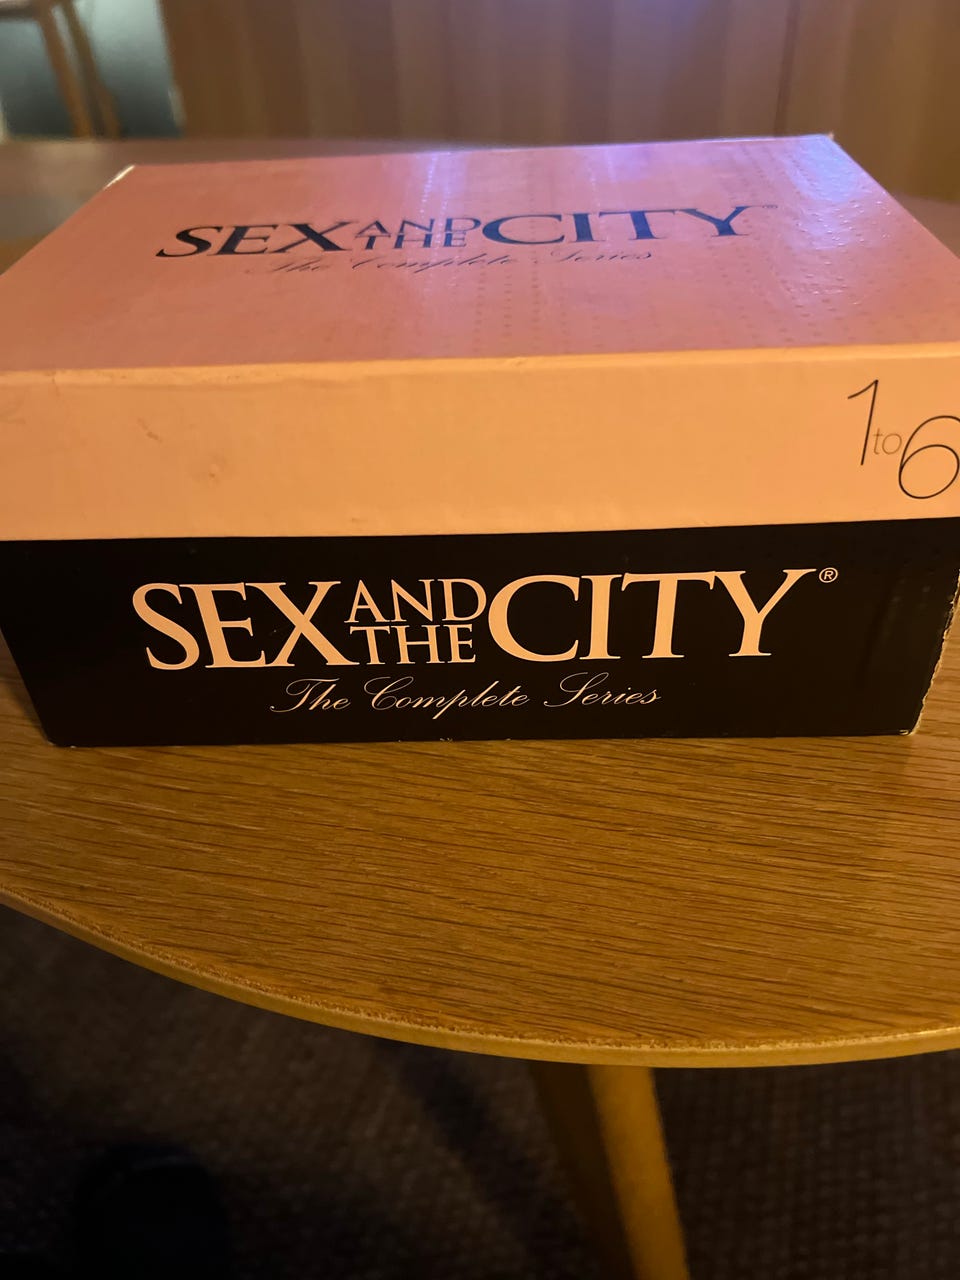 SEX AND THE CITY®
The Complete Series
1 to 6
SEX AND THE CITY®
The Complete Series